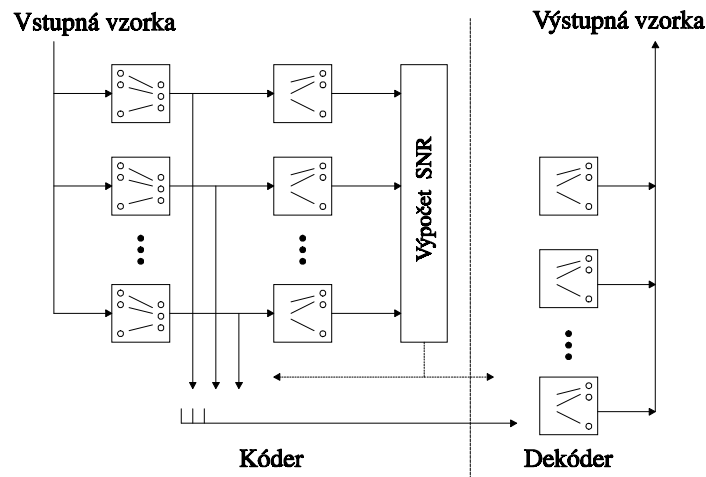 Vstupná vzorka
Výstupná vzorka
Výpočet SNR
Kóder
Dekóder